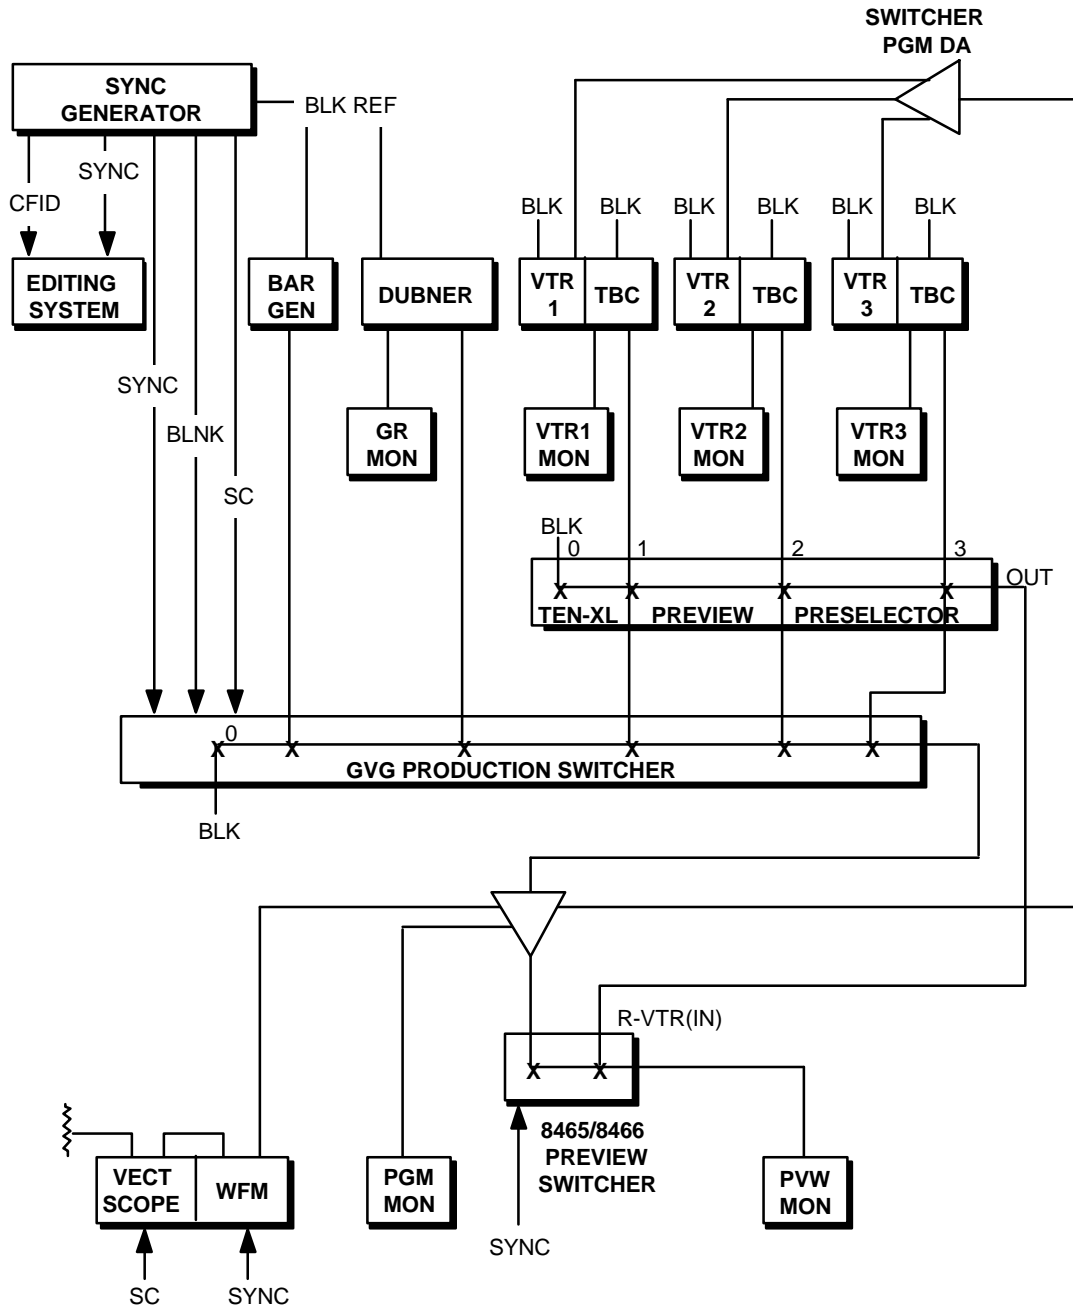 SWITCHER
PGM DA
SYNC
GENERATOR
BLK REF
SYNC
CFID
BLK
BLK
BLK
BLK
BLK
BLK
EDITING
SYSTEM
BAR
GEN
DUBNER
VTR
1
TBC
VTR
2
TBC
VTR
3
TBC
SYNC
BLNK
SC
GR
MON
VTR1
MON
VTR2
MON
VTR3
MON
BLK
0
1
2
3
OUT
X
X
X
X
TEN-XL PREVIEW PRESELECTOR
0
X
X
X
X
X
X
GVG PRODUCTION SWITCHER
BLK
R-VTR(IN)
X
X
8465/8466
PREVIEW
SWITCHER
VECT
SCOPE
WFM
PGM
MON
PVW
MON
SYNC
SC
SYNC